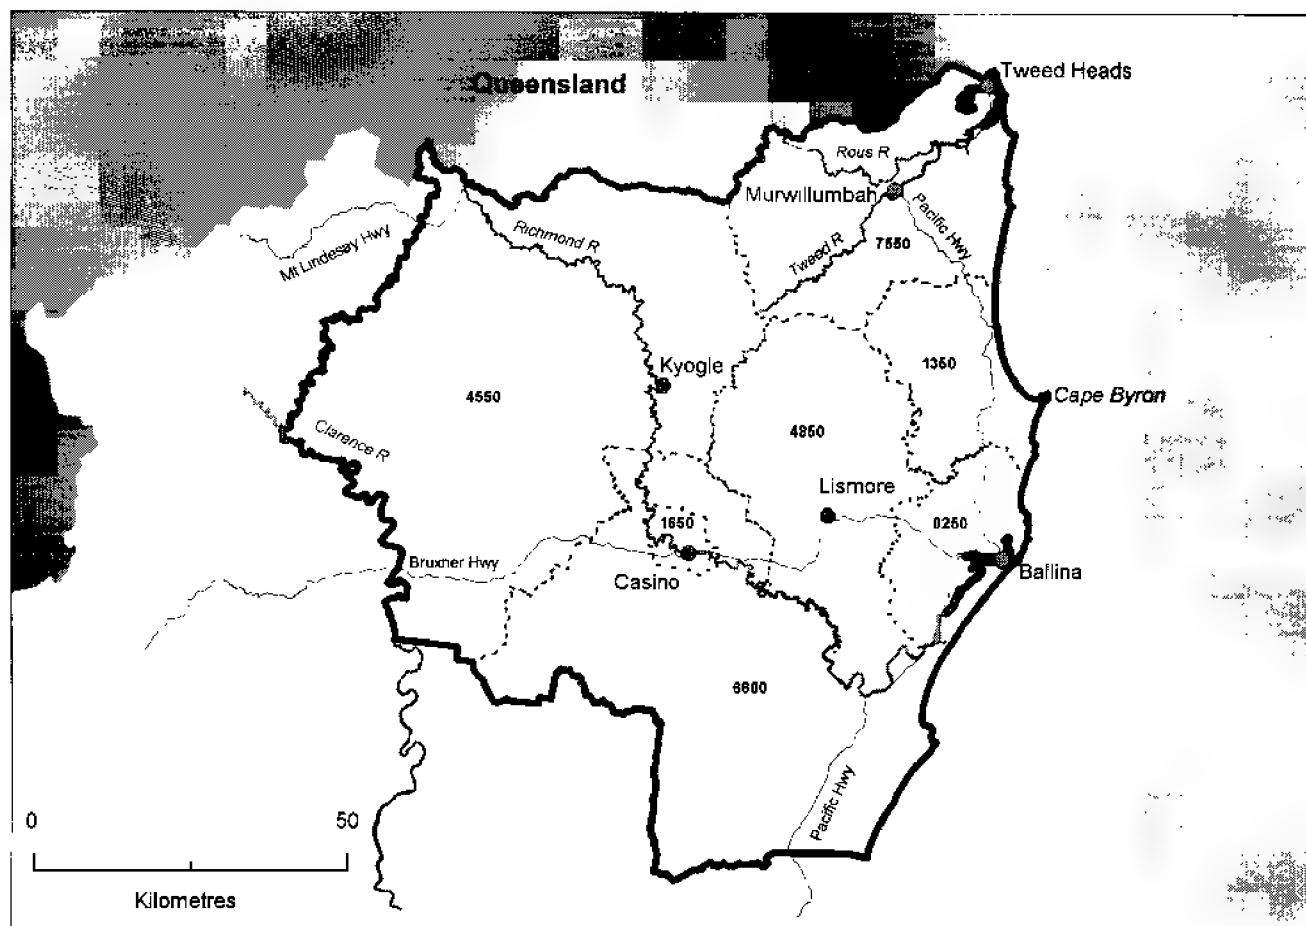 Tweed Heads
Queensland
Rous R
Murwillumbah
Pacific Hwy
Richmond R
Tweed R
7550
Mt Lindesay Hwy
Kyogle
1350
4550
Cape Byron
4850
Clarence R
Lismore
1650
0250
Bruxner Hwy
Casino
Ballina
6600
Pacific Hwy
0
50
Kilometres